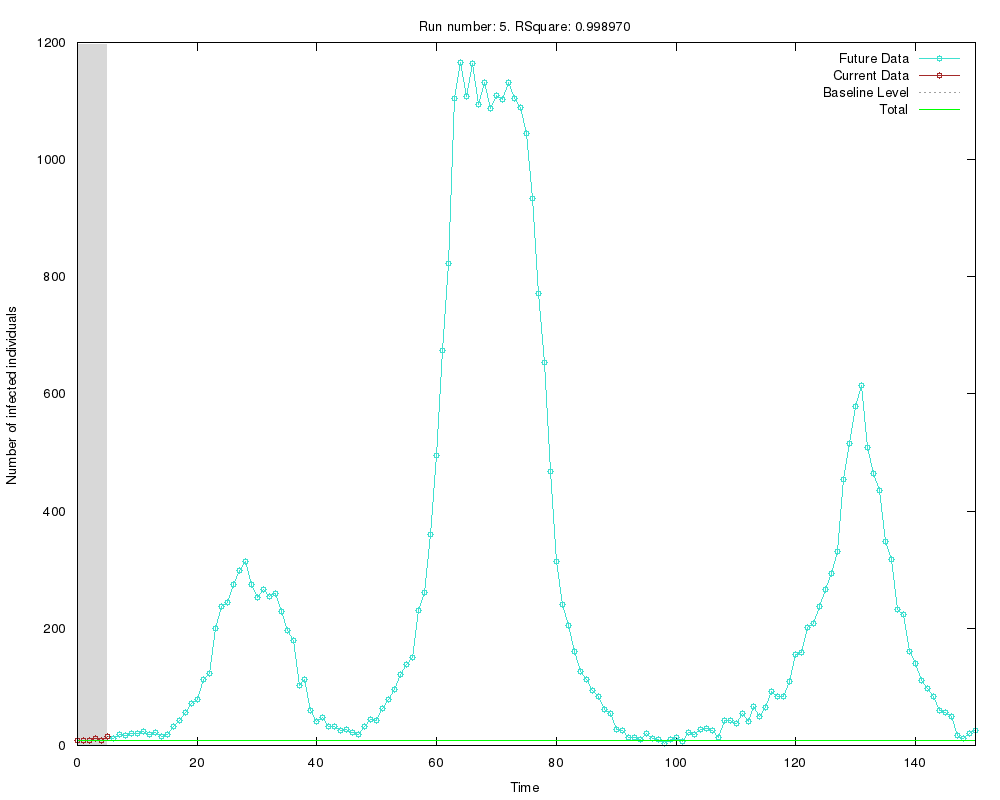 Run number: 5. RSquare: 0.998970
1200
1000
800
600
400
200
0
Number of infected individuals
Future Data
Current Data
Baseline Level
Total
0 20 40 60 80 100 120 140
Time